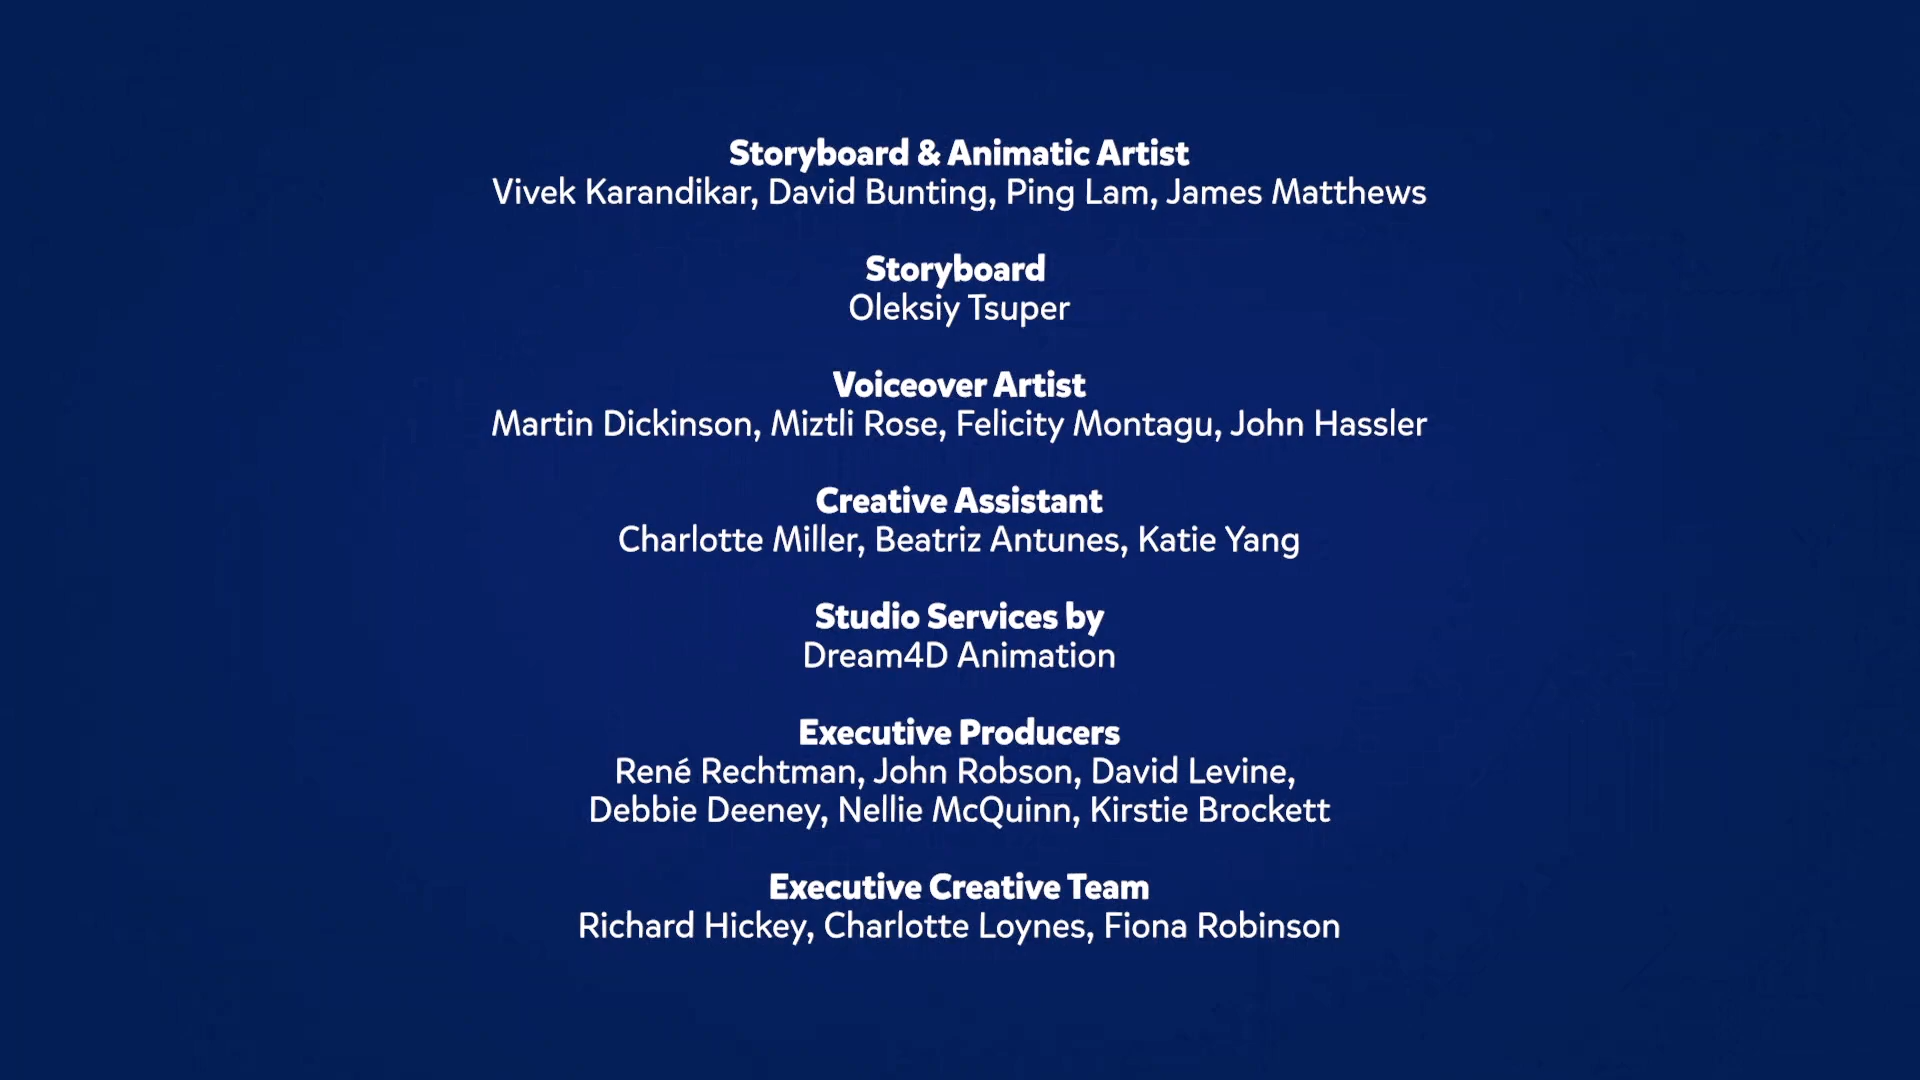 Storyboard & Animatic Artist
Vivek Karandikar, David Bunting, Ping Lam, James Matthews
Storyboard
Oleksiy Tsuper
Voiceover Artist
Martin Dickinson, Miztli Rose, Felicity Montagu, John Hassler
Creative Assistant
Charlotte Miller, Beatriz Antunes, Katie Yang
Studio Services by
Dream4D Animation
Executive Producers
René Rechtman, John Robson, David Levine,
Debbie Deeney, Nellie McQuinn, Kirstie Brockett
Executive Creative Team
Richard Hickey, Charlotte Loynes, Fiona Robinson